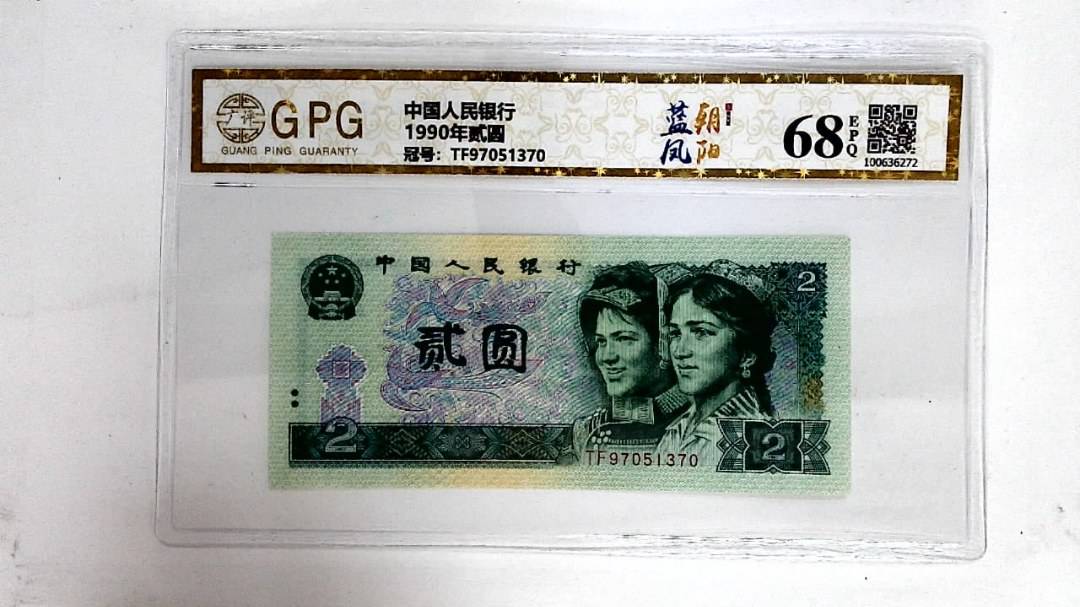 广评
GPG
GUANG PING GUARANTY
中国人民银行
1990年贰圆
冠号：TF97051370
蓝凤
朝阳
68
EPQ
100636272
中国人民银行
贰圆
2
2
TF97051370
2